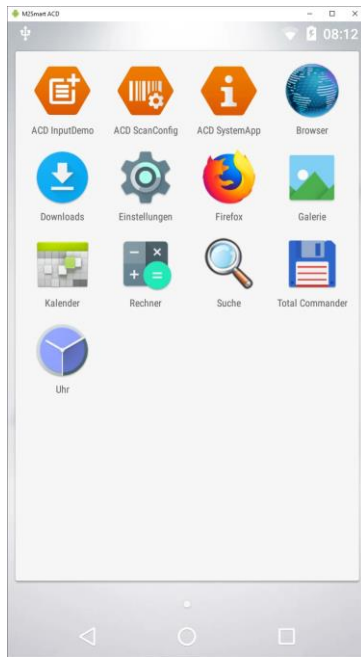 M2Smart ACD
08:12
ACD InputDemo ACD ScanConfig ACD SystemApp Browser
Downloads Einstellungen Firefox Galerie
Kalender Rechner Suche Total Commander
Uhr